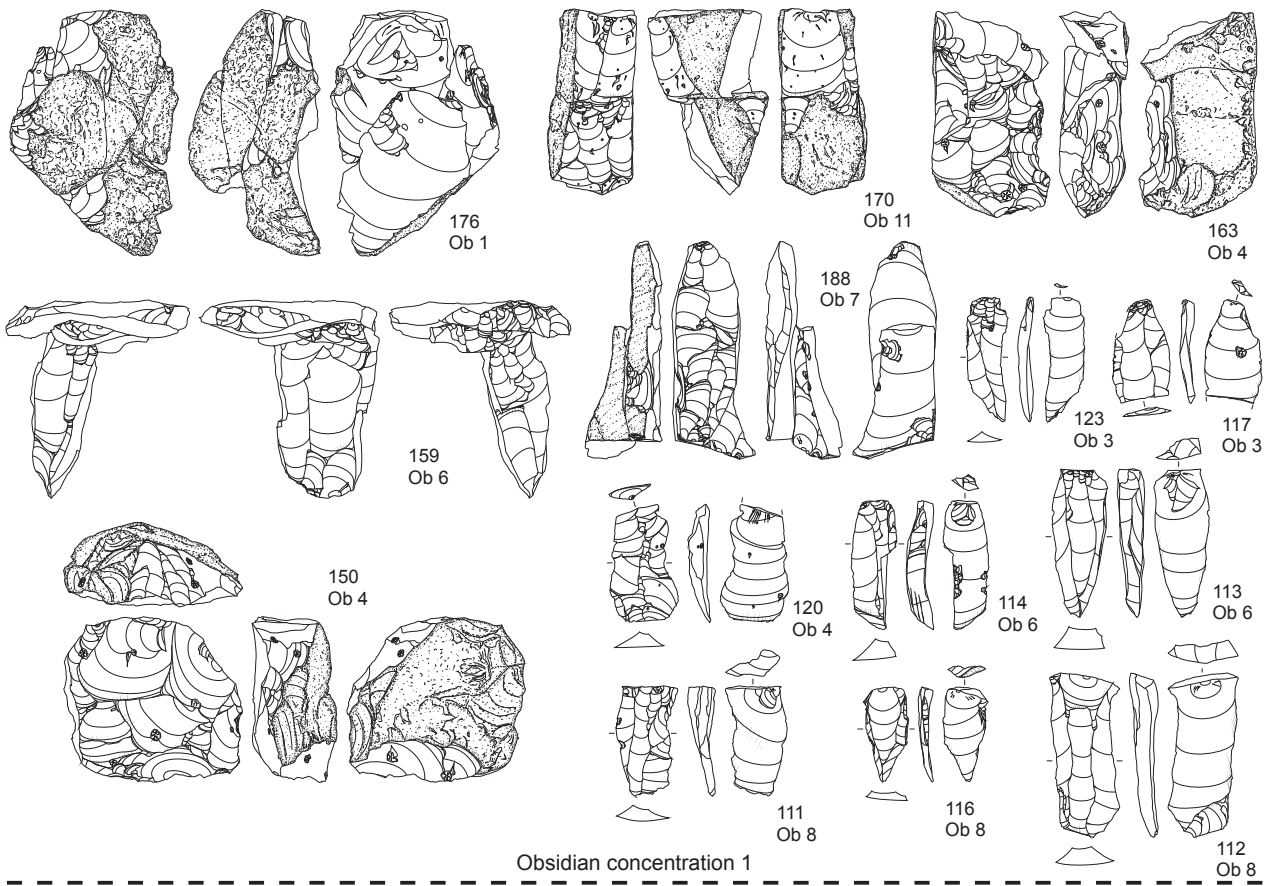 176
Ob 1
170
Ob 11
163
Ob 4
188
Ob 7
123
Ob 3
117
Ob 3
159
Ob 6
150
Ob 4
120
Ob 4
114
Ob 6
113
Ob 6
111
Ob 8
116
Ob 8
112
Ob 8
Obsidian concentration 1